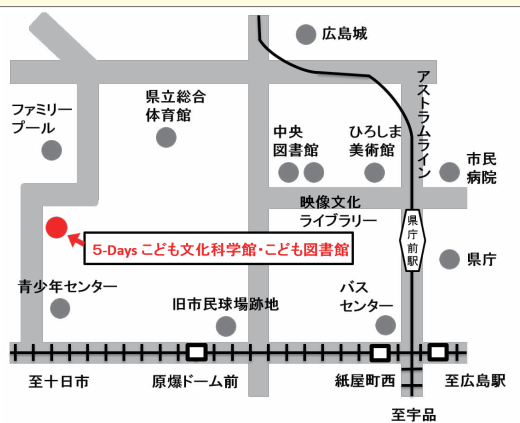 広島城
アストラムライン
ファミリー
プール
県立総合
体育館
中央
図書館
ひろしま
美術館
市民
病院
映像文化
ライブラリー
県庁前駅
5-Days こども文化科学館・こども図書館
県庁
青少年センター
旧市民球場跡地
バス
センター
至十日市
原爆ドーム前
紙屋町西
至広島駅
至宇品